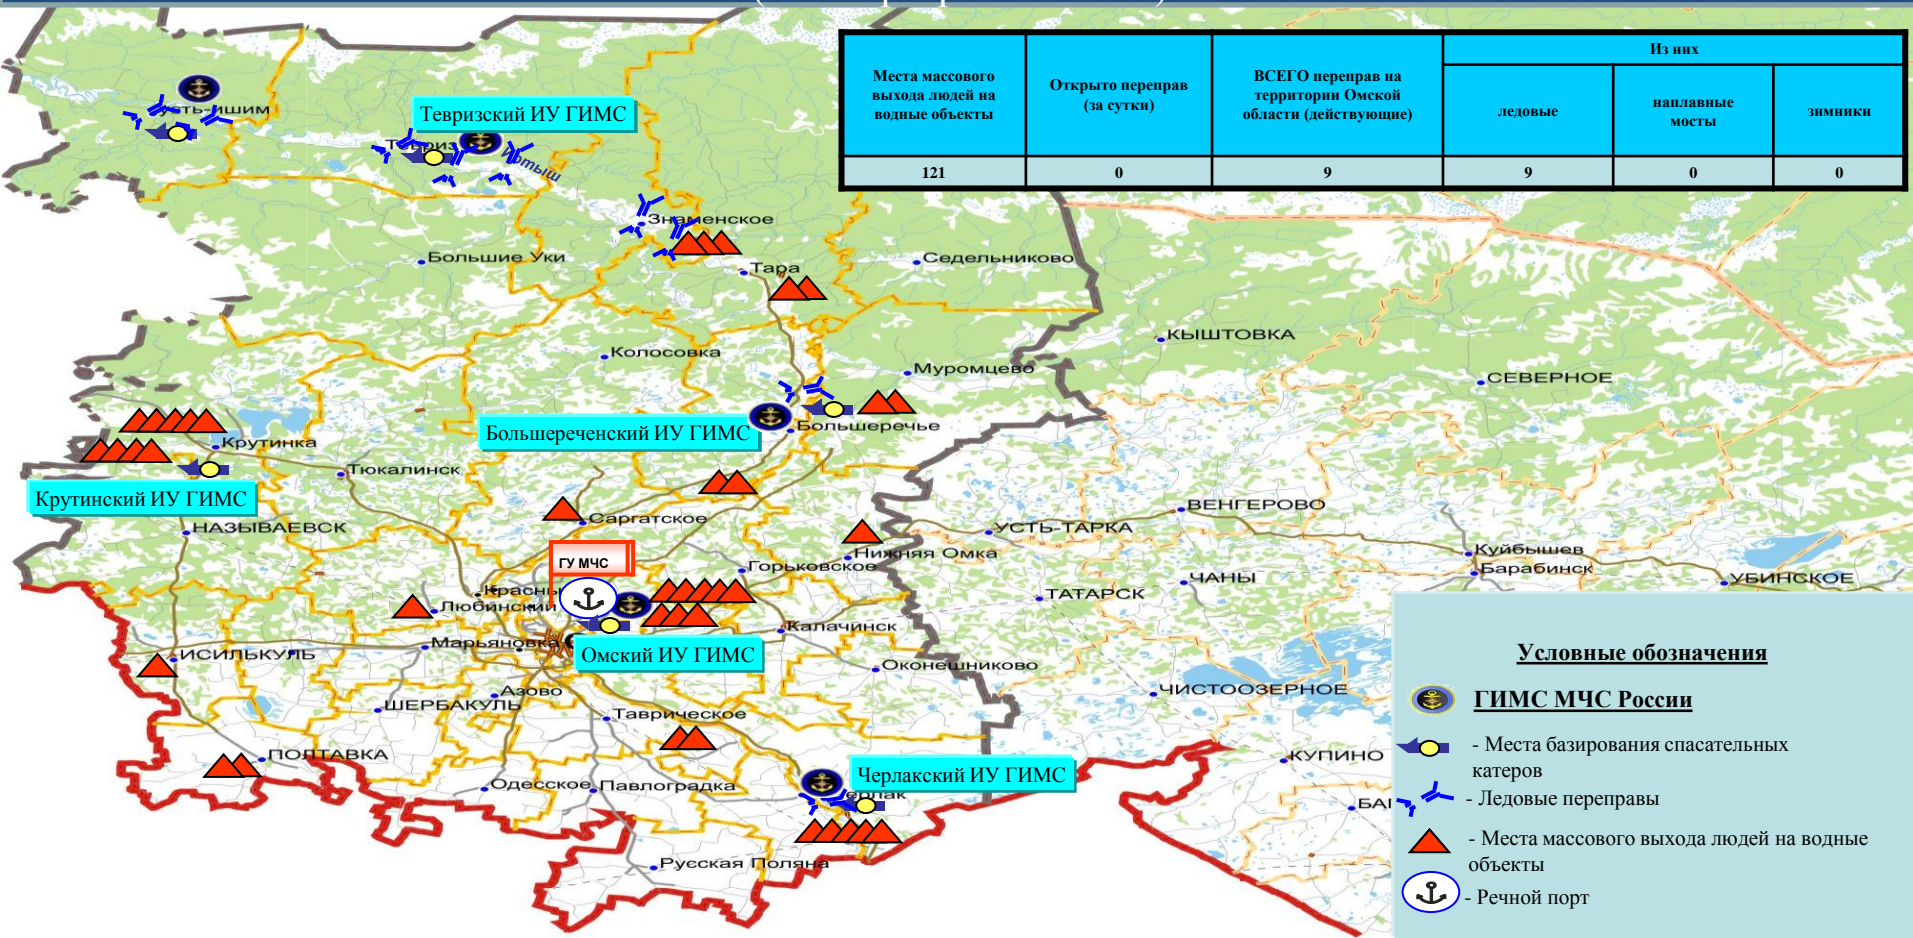 Из них
Места массового
выхода людей на
водные объекты
Открыто переправ
(за сутки)
ВСЕГО переправ на
территории Омской
области (действующие)
ледовые
наплавные
мосты
зимники
121
0
9
9
0
0
Тевризский ИУ ГИМС
Иртыш
Знаменское
Большие Уки
Тара
Седельниково
КЫШТОВКА
Колосовка
Муромцево
СЕВЕРНОЕ
Большереченский ИУ ГИМС
Большеречье
Крутинка
Тюкалинск
Крутинский ИУ ГИМС
НАЗЫВАЕВСК
Саргатское
ВЕНГЕРОВО
УСТЬ-ТАРКА
Нижняя Омка
Куйбышев
Барабинск
ГУ МЧС
Горьковское
ЧАНЫ
УБИНСКОЕ
Красны
Любинский
ТАТАРСК
Калачинск
Марьяновка
Омский ИУ ГИМС
ИСИЛЬКУЛЬ
Оконешниково
Азово
ЧИСТООЗЕРНОЕ
ШЕРБАКУЛЬ
Таврическое
ПОЛТАВКА
КУПИНО
Черлакский ИУ ГИМС
Одесское
Павлоградка
Русская Поляна
Условные обозначения
ГИМС МЧС России
- Места базирования спасательных
катеров
- Ледовые переправы
- Места массового выхода людей на водные
объекты
- Речной порт